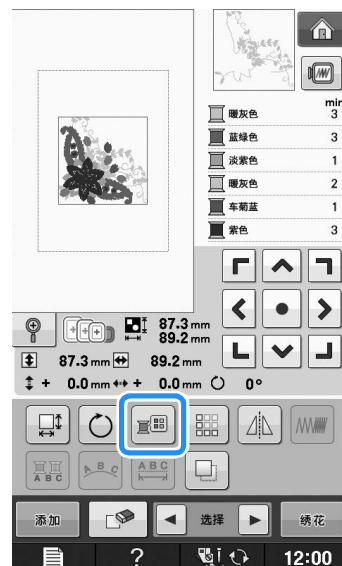 min
暖灰色 3
蓝绿色 3
淡紫色 1
暖灰色 2
车菊蓝 1
紫色 3
87.3 mm
89.2 mm
87.3 mm 89.2 mm
+ 0.0 mm + 0.0 mm 0°
A B C A B C A B C
添加 选择 绣花
? 12:00